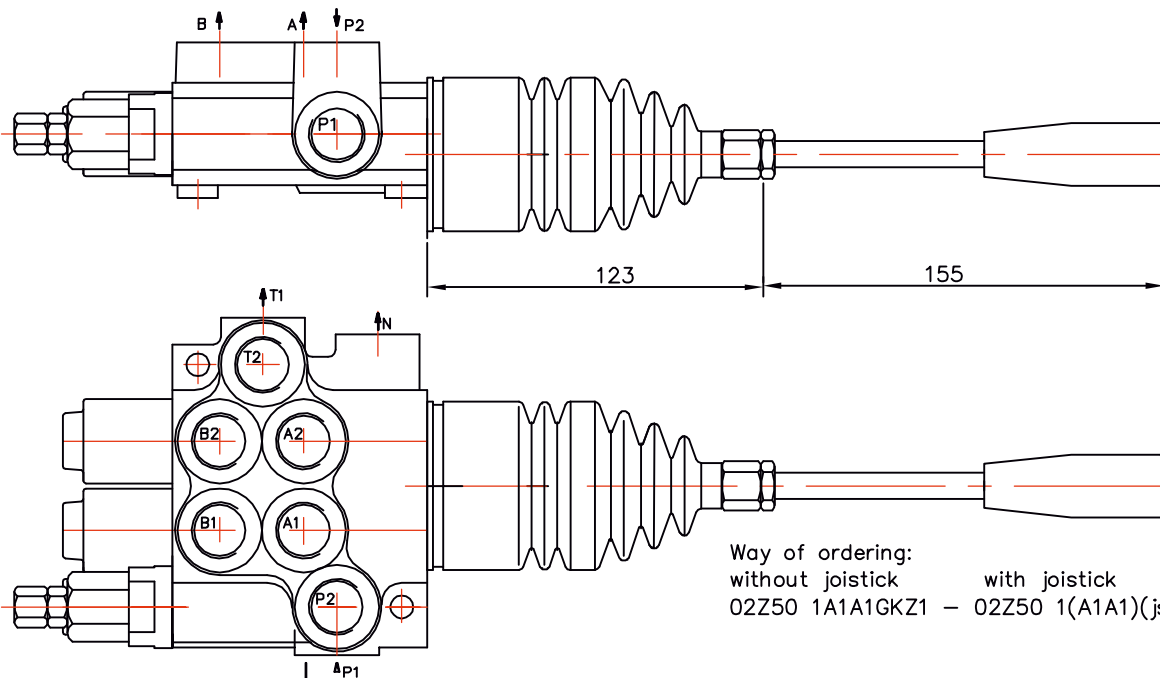 B A P2
P1
123 155
T1
N
T2
B2 A2
B1 A1
Way of ordering:
without joistick with joistick
02Z50 1A1A1GKZ1 – 02Z50 1(A1A1)(js
P2
P1